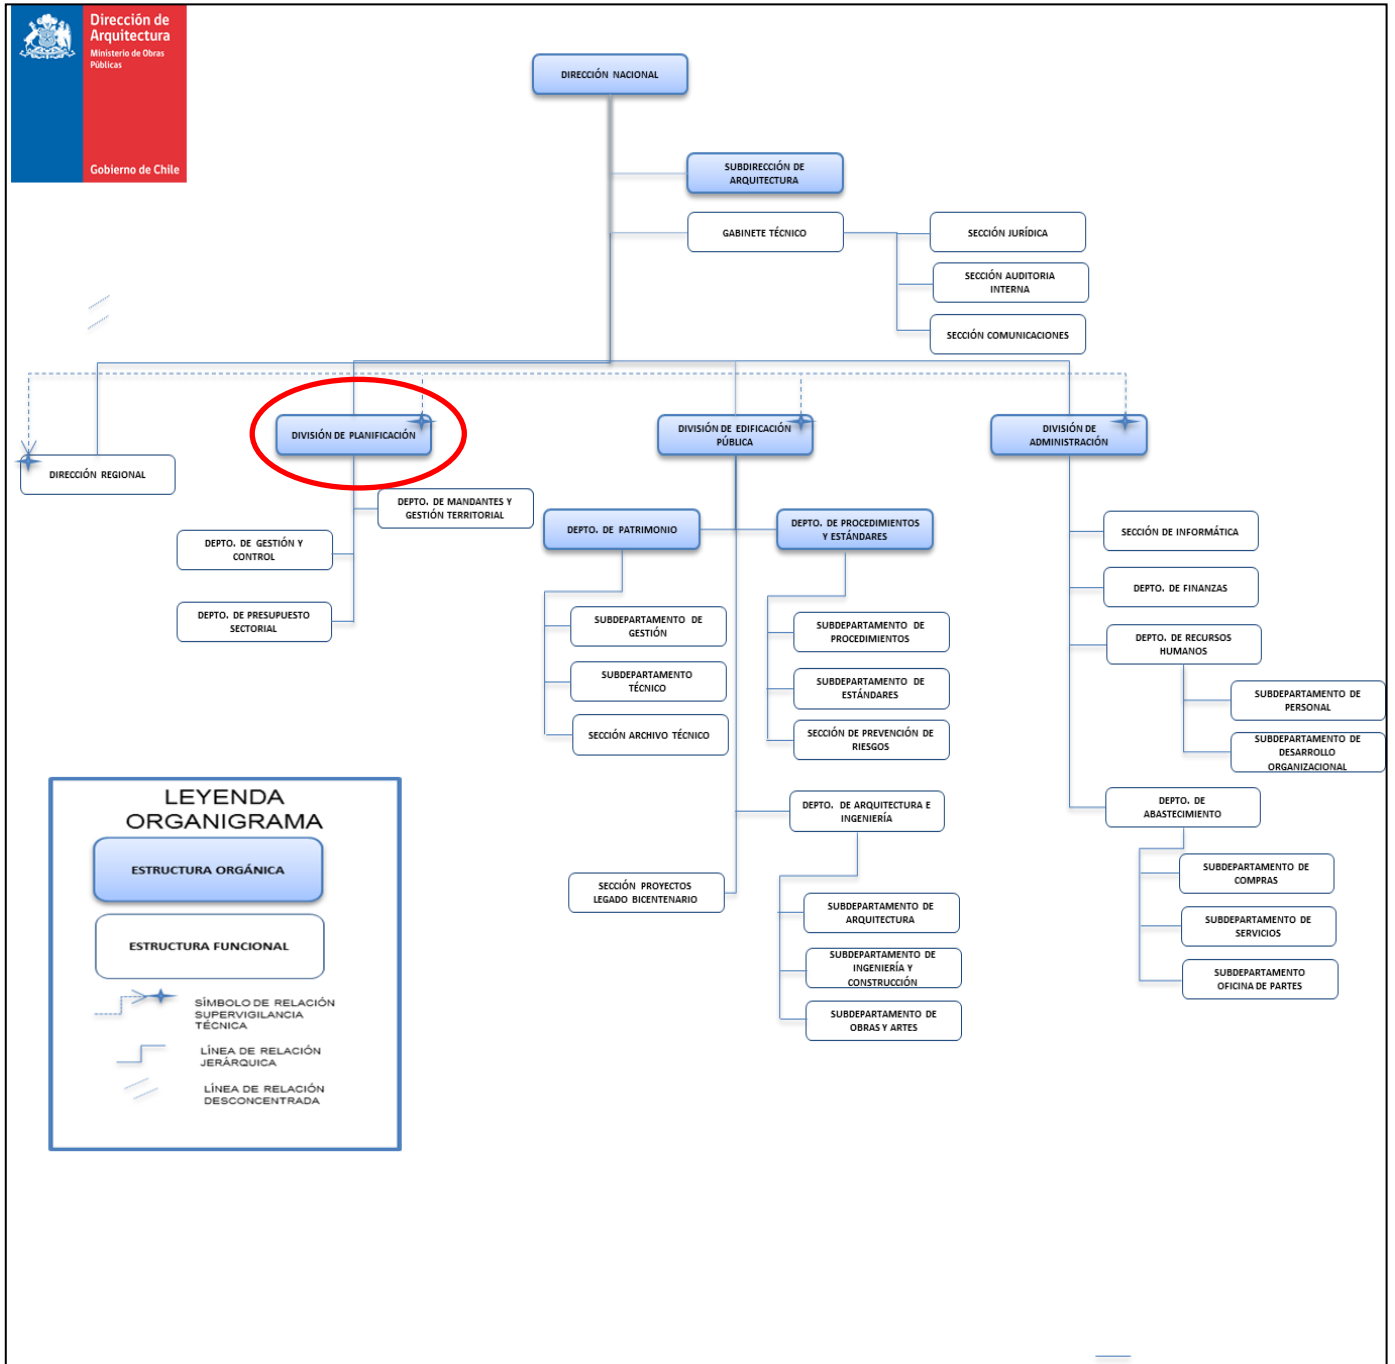 Dirección de
Arquitectura
Ministerio de Obras
Públicas
Gobierno de Chile
DIRECCIÓN NACIONAL
SUBDIRECCIÓN DE
ARQUITECTURA
GABINETE TÉCNICO
SECCIÓN JURÍDICA
SECCIÓN AUDITORIA
INTERNA
SECCIÓN COMUNICACIONES
DIRECCIÓN REGIONAL
DIVISIÓN DE PLANIFICACIÓN
DIVISIÓN DE EDIFICACIÓN
PÚBLICA
DIVISIÓN DE
ADMINISTRACIÓN
DEPTO. DE MANDANTES Y
GESTIÓN TERRITORIAL
DEPTO. DE GESTIÓN Y
CONTROL
DEPTO. DE PRESUPUESTO
SECTORIAL
DEPTO. DE PATRIMONIO
SUBDEPARTAMENTO DE
GESTIÓN
SUBDEPARTAMENTO
TÉCNICO
SECCIÓN ARCHIVO TÉCNICO
DEPTO. DE PROCEDIMIENTOS
Y ESTÁNDARES
SUBDEPARTAMENTO DE
PROCEDIMIENTOS
SUBDEPARTAMENTO DE
ESTÁNDARES
SECCIÓN DE PREVENCIÓN DE
RIESGOS
DEPTO. DE ARQUITECTURA E
INGENIERÍA
SECCIÓN PROYECTOS
LEGADO BICENTENARIO
SUBDEPARTAMENTO DE
ARQUITECTURA
SUBDEPARTAMENTO DE
INGENIERÍA Y
CONSTRUCCIÓN
SUBDEPARTAMENTO DE
OBRAS Y ARTES
SECCIÓN DE INFORMÁTICA
DEPTO. DE FINANZAS
DEPTO. DE RECURSOS
HUMANOS
SUBDEPARTAMENTO DE
PERSONAL
SUBDEPARTAMENTO DE
DESARROLLO
ORGANIZACIONAL
DEPTO. DE
ABASTECIMIENTO
SUBDEPARTAMENTO DE
COMPRAS
SUBDEPARTAMENTO DE
SERVICIOS
SUBDEPARTAMENTO
OFICINA DE PARTES
LEYENDA
ORGANIGRAMA
ESTRUCTURA ORGÁNICA
ESTRUCTURA FUNCIONAL
SÍMBOLO DE RELACIÓN
SUPERVIGILANCIA
TÉCNICA
LÍNEA DE RELACIÓN
JERÁRQUICA
LÍNEA DE RELACIÓN
DESCONCENTRADA